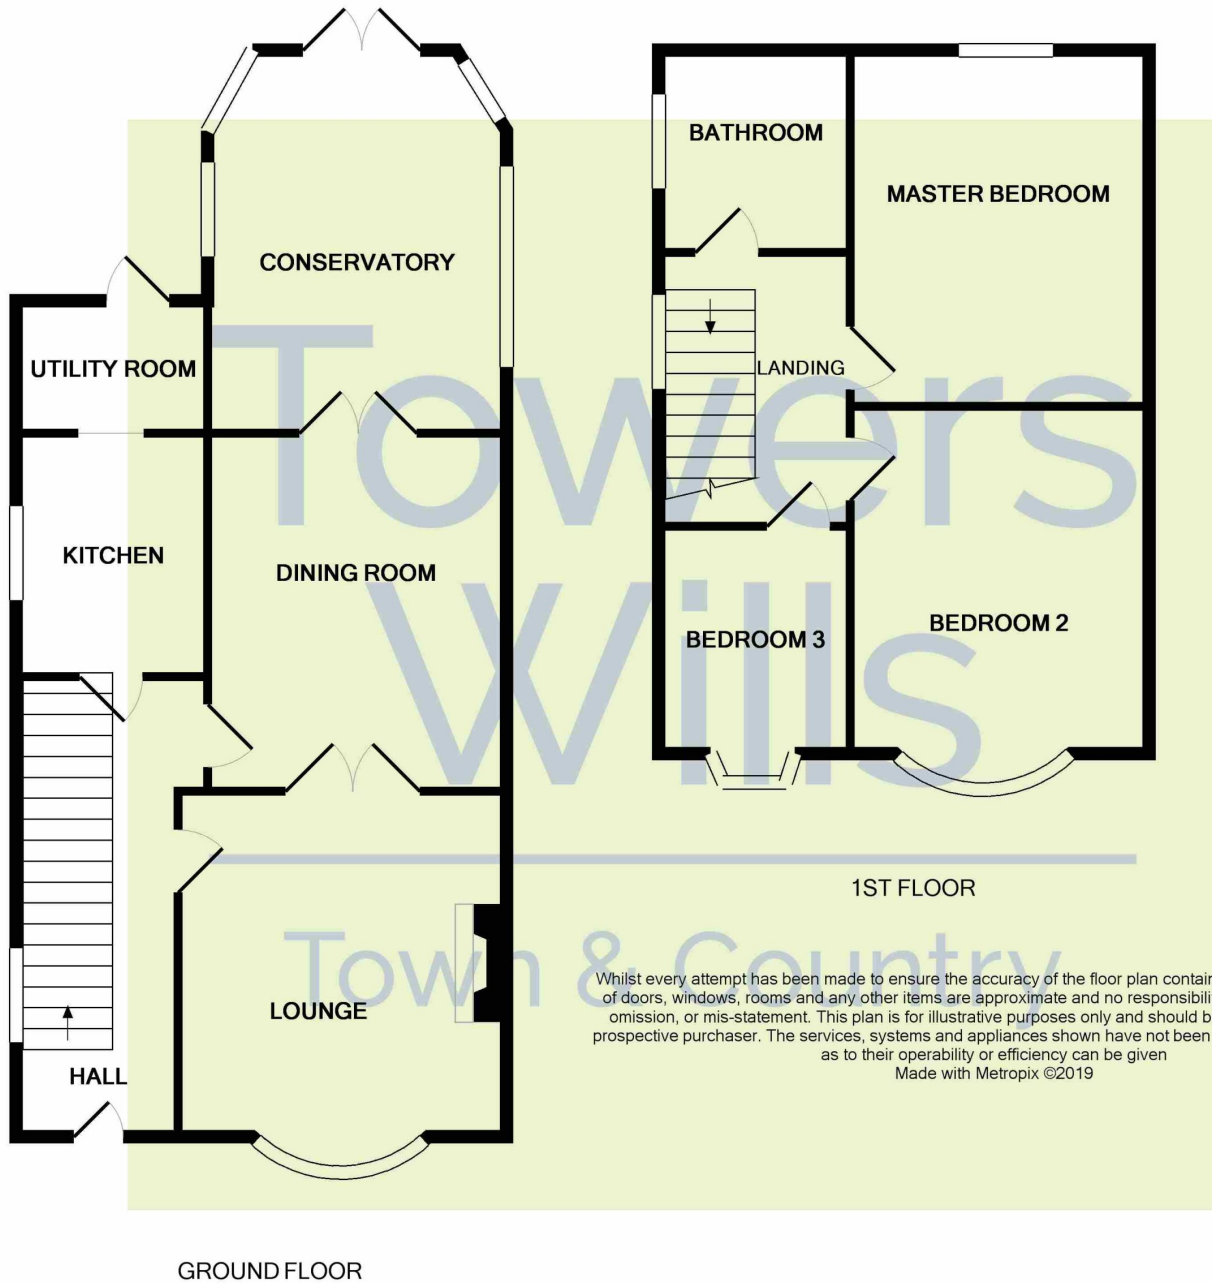 CONSERVATORY
UTILITY ROOM
KITCHEN
DINING ROOM
LOUNGE
HALL
GROUND FLOOR
BATHROOM
MASTER BEDROOM
LANDING
BEDROOM 3
BEDROOM 2
1ST FLOOR
Towers
Wills
Town & Country
Whilst every attempt has been made to ensure the accuracy of the floor plan contain
of doors, windows, rooms and any other items are approximate and no responsibili
omission, or mis-statement. This plan is for illustrative purposes only and should b
prospective purchaser. The services, systems and appliances shown have not been
as to their operability or efficiency can be given
Made with Metropix ©2019